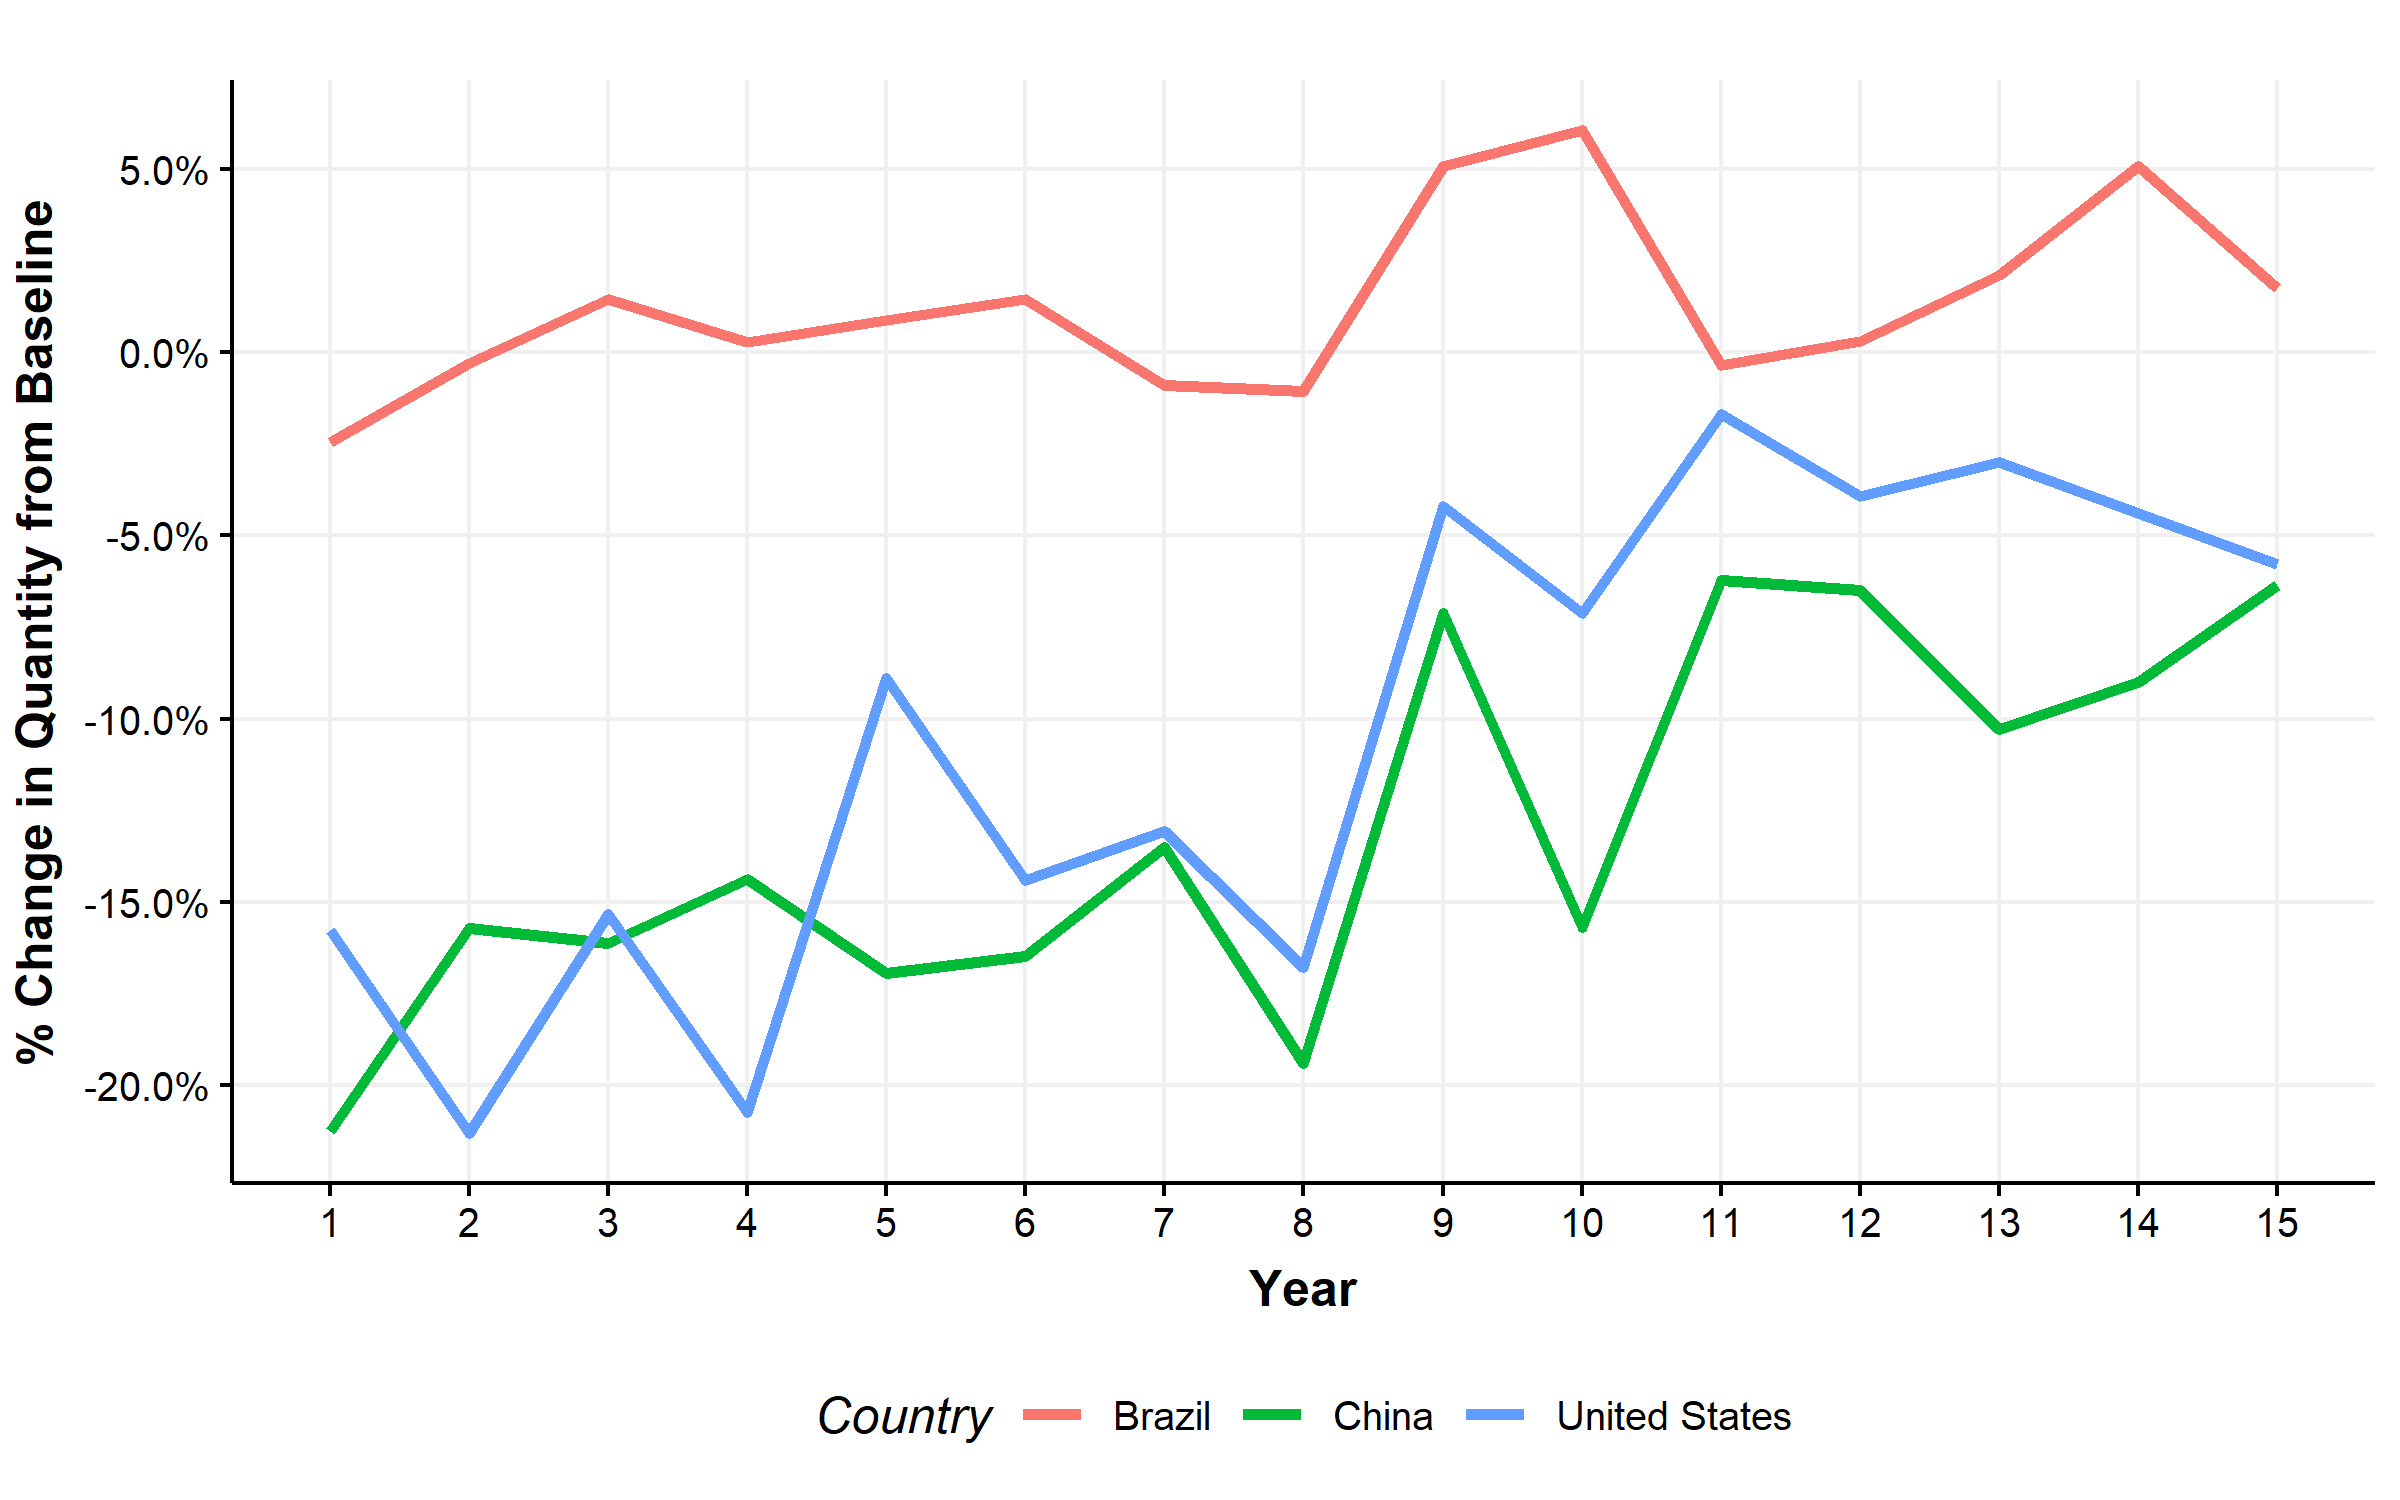 % Change in Quantity from Baseline
5.0%
0.0%
-5.0%
-10.0%
-15.0%
-20.0%
1 2 3 4 5 6 7 8 9 10 11 12 13 14 15
Year
Country Brazil China United States